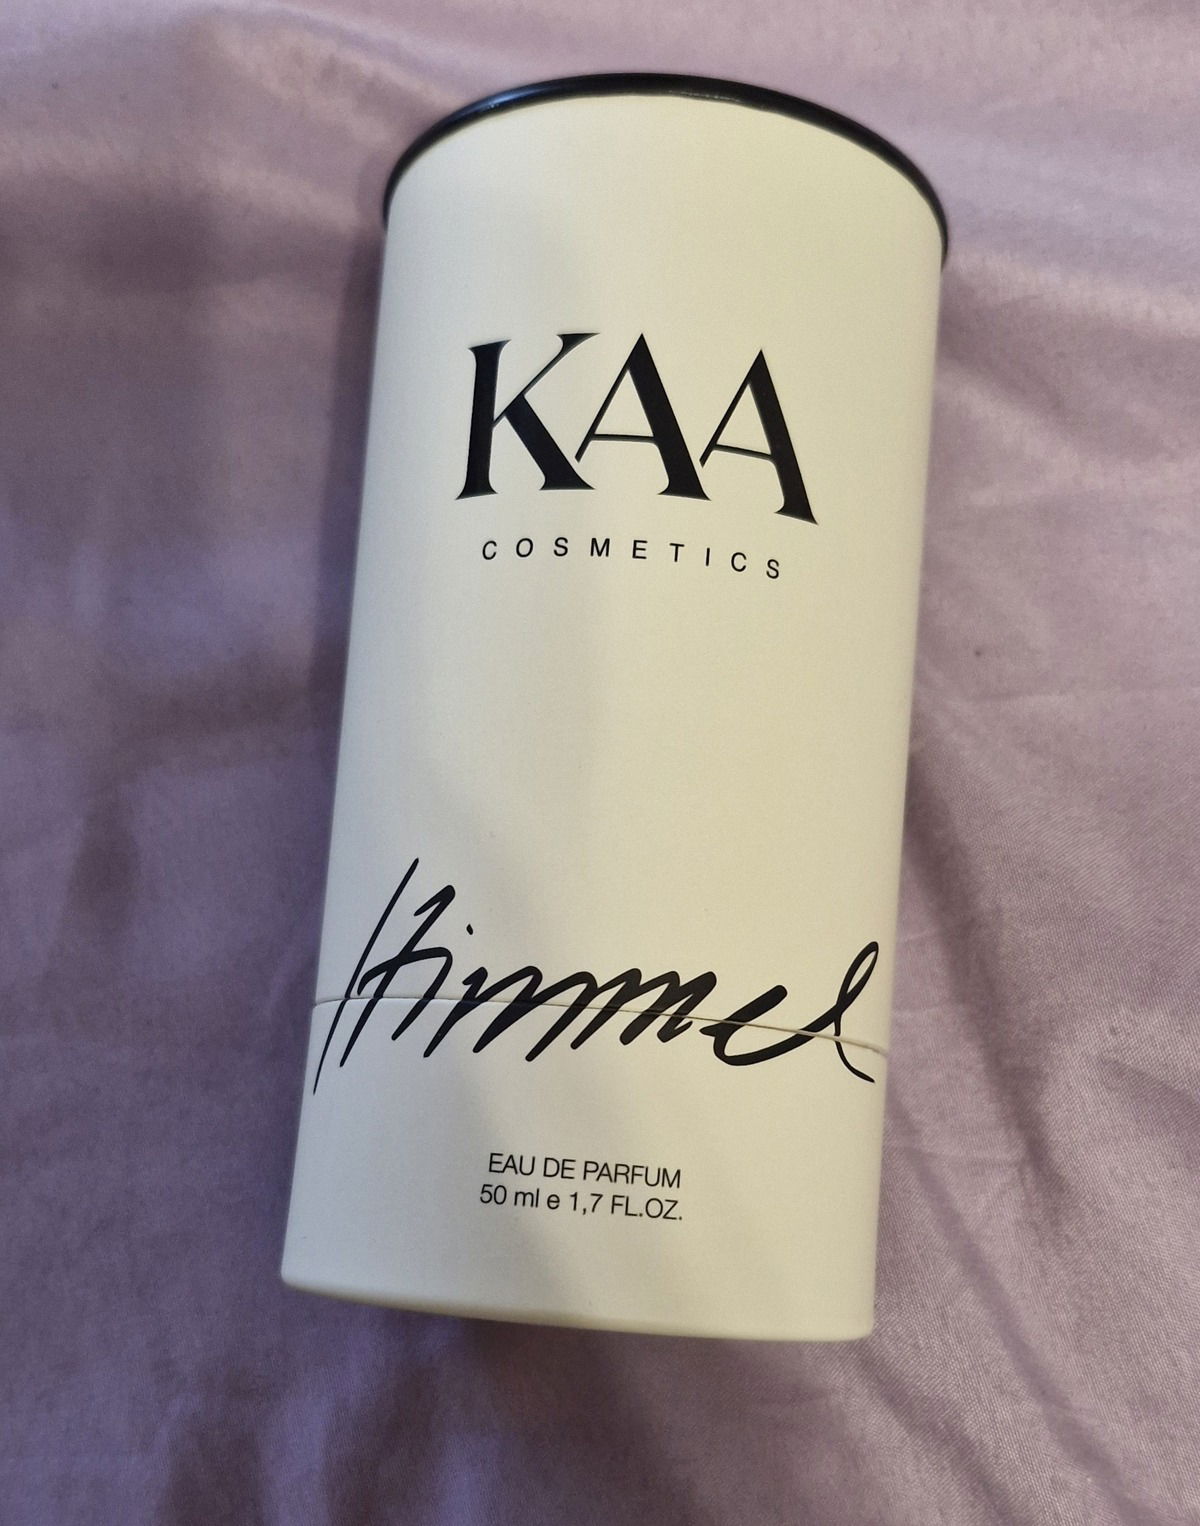 KAA
COSMETICS
Himmel
EAU DE PARFUM
50 ml e 1,7 FL.OZ.